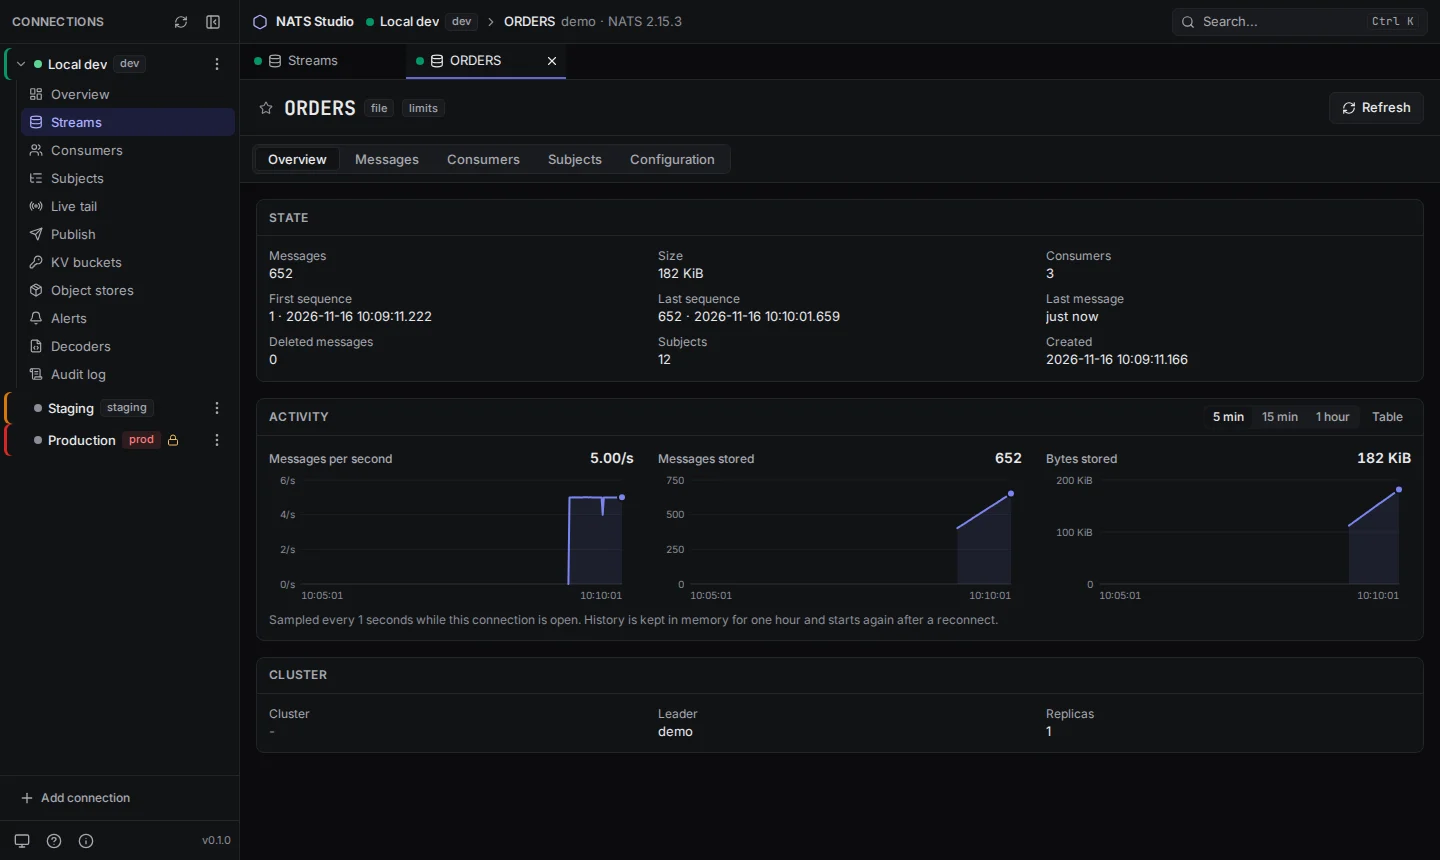 CONNECTIONS
NATS Studio Local dev dev ORDERS demo · NATS 2.15.3
Search... Ctrl K
Local dev dev
Overview
Streams
Consumers
Subjects
Live tail
Publish
KV buckets
Object stores
Alerts
Decoders
Audit log
Staging staging
Production prod
Add connection
v0.1.0
Streams ORDERS
ORDERS file limits
Refresh
Overview Messages Consumers Subjects Configuration
STATE
Messages Size Consumers
652 182 KiB 3
First sequence Last sequence Last message
1 · 2026-11-16 10:09:11.222 652 · 2026-11-16 10:10:01.659 just now
Deleted messages Subjects Created
0 12 2026-11-16 10:09:11.166
ACTIVITY 5 min 15 min 1 hour Table
Messages per second 5.00/s
6/s
4/s
2/s
0/s
10:05:01 10:10:01
Messages stored 652
750
500
250
0
10:05:01 10:10:01
Bytes stored 182 KiB
200 KiB
100 KiB
0
10:05:01 10:10:01
Sampled every 1 seconds while this connection is open. History is kept in memory for one hour and starts again after a reconnect.
CLUSTER
Cluster Leader Replicas
- demo 1